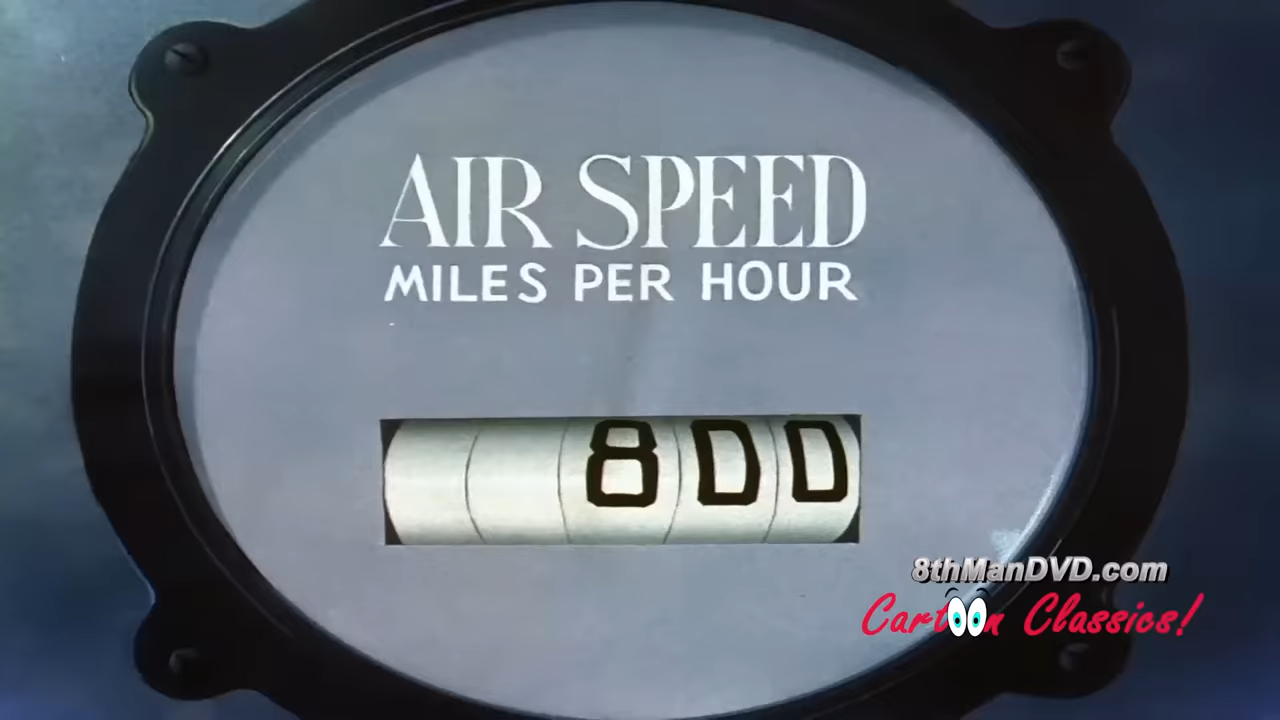 AIR SPEED
MILES PER HOUR
800
8thManDVD.com
Cartoon Classics!